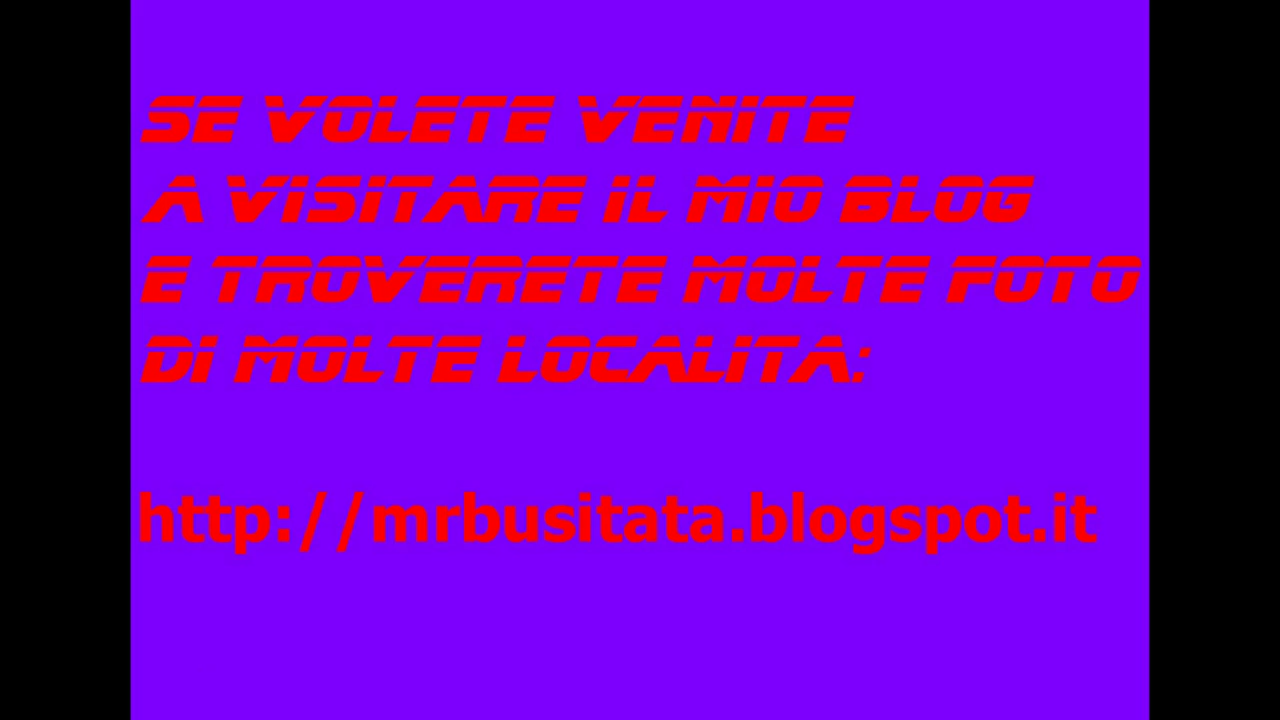 SE VOLETE VENITE
A VISITARE IL MIO BLOG
E TROVERETE MOLTE FOTO
DI MOLTE LOCALITA:
http://mrbusitata.blogspot.it